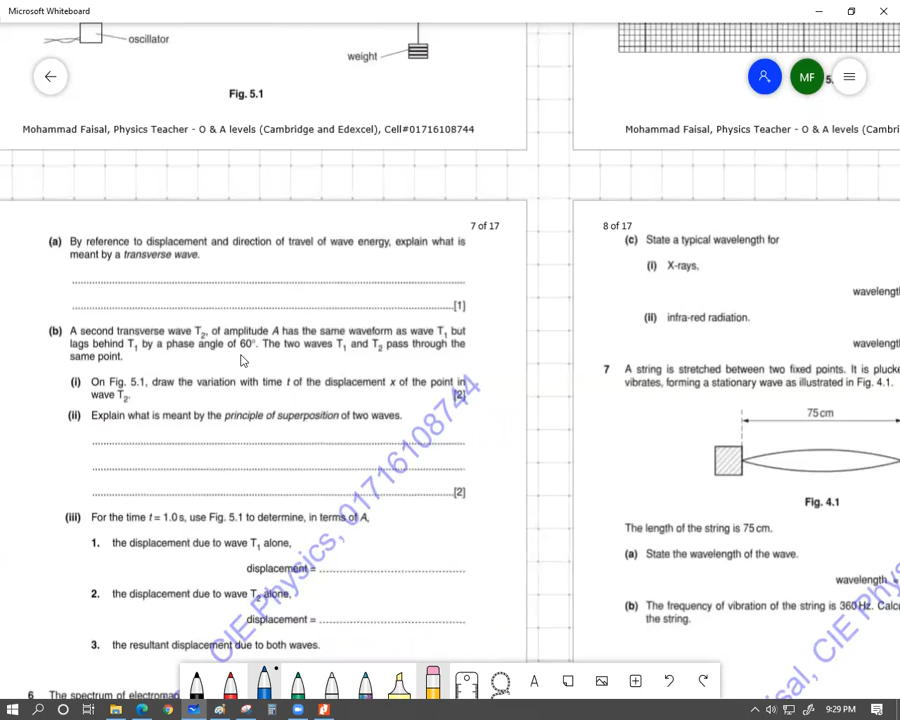 Microsoft Whiteboard
oscillator
weight
Fig. 5.1
MF
5.
Mohammad Faisal, Physics Teacher - O & A levels (Cambridge and Edexcel), Cell#01716108744
Mohammad Faisal, Physics Teacher - O & A levels (Cambri
7 of 17
(a) By reference to displacement and direction of travel of wave energy, explain what is
meant by a transverse wave.
[1]
(b) A second transverse wave T2, of amplitude A has the same waveform as wave T1 but
lags behind T1 by a phase angle of 60°. The two waves T1 and T2 pass through the
same point.
(i) On Fig. 5.1, draw the variation with time t of the displacement x of the point in
wave T2.
[2]
(ii) Explain what is meant by the principle of superposition of two waves.
[2]
(iii) For the time t = 1.0 s, use Fig. 5.1 to determine, in terms of A,
1. the displacement due to wave T1 alone,
displacement =
2. the displacement due to wave T2 alone,
displacement =
3. the resultant displacement due to both waves.
CIE Physics, 01716108744
6 The spectrum of electromag
8 of 17
(c) State a typical wavelength for
(i) X-rays,
wavelengt
(ii) infra-red radiation.
wavelengt
7 A string is stretched between two fixed points. It is plucke
vibrates, forming a stationary wave as illustrated in Fig. 4.1.
75 cm
Fig. 4.1
The length of the string is 75 cm.
(a) State the wavelength of the wave.
wavelength =
(b) The frequency of vibration of the string is 360 Hz. Calc
the string.
sal, CIE Phy
A
9:29 PM